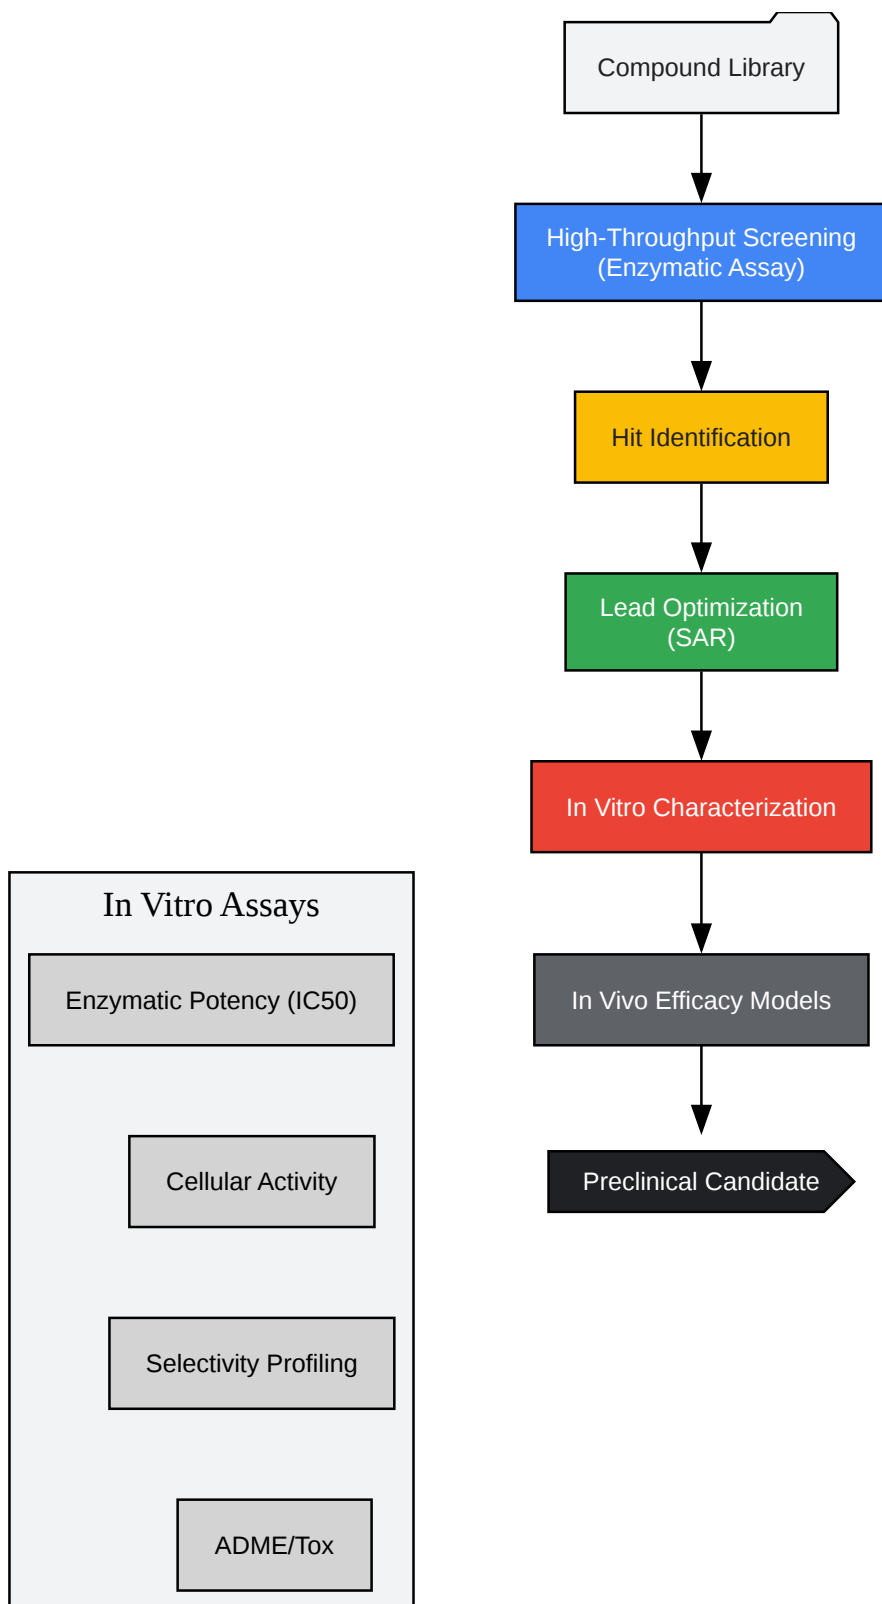 Compound Library
High-Throughput Screening
(Enzymatic Assay)
Hit Identification
Lead Optimization
(SAR)
In Vitro Characterization
In Vivo Efficacy Models
Preclinical Candidate
In Vitro Assays
Enzymatic Potency (IC50)
Cellular Activity
Selectivity Profiling
ADME/Tox